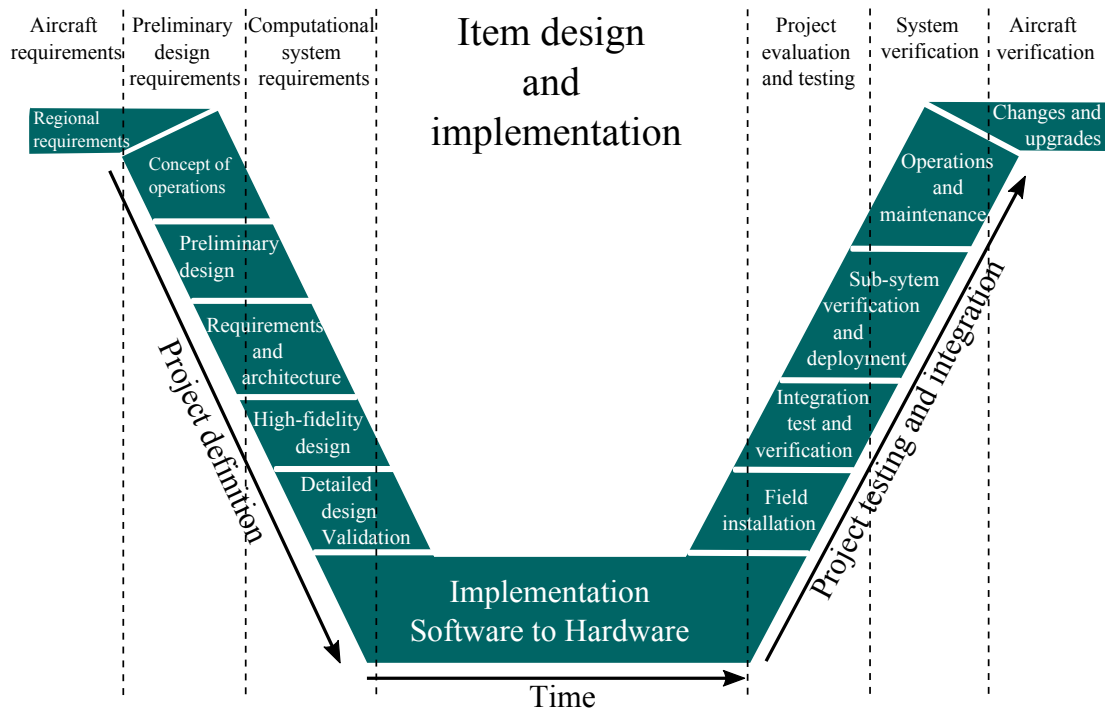 Aircraft
requirements
Preliminary
design
requirements
Computational
system
requirements
Item design
and
implementation
Project
evaluation
and testing
System
verification
Aircraft
verification
Regional
requirements
Concept of
operations
Preliminary
design
Requirements
and
architecture
High-fidelity
design
Detailed
design
Validation
Project definition
Implementation
Software to Hardware
Time
Field
installation
Integration
test and
verification
Sub-sytem
verification
and
deployment
Operations
and
maintenance
Changes and
upgrades
Project testing and integration